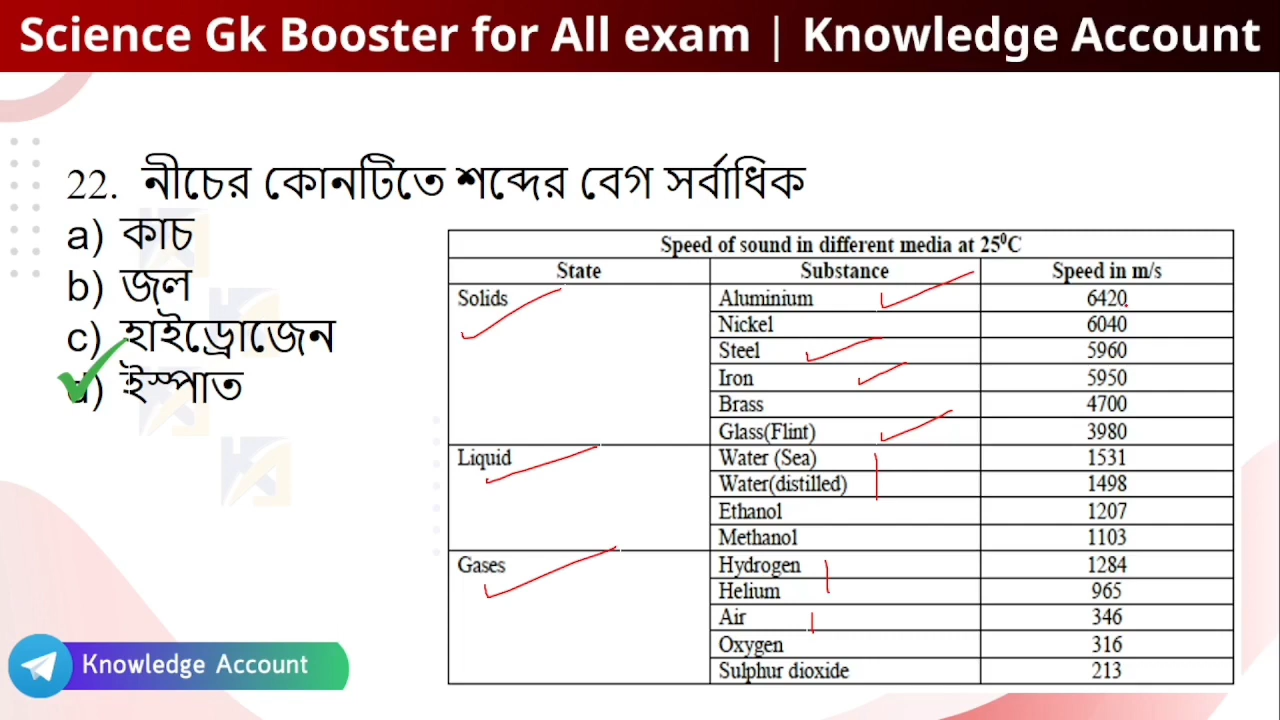 Science Gk Booster for All exam | Knowledge Account
22. নীচের কোনটিতে শব্দের বেগ সর্বাধিক
a) কাচ
b) জল
c) হাইড্রোজেন
d) ইস্পাত
Speed of sound in different media at 25⁰C
State Substance Speed in m/s
Solids Aluminium 6420
Nickel 6040
Steel 5960
Iron 5950
Brass 4700
Glass(Flint) 3980
Liquid Water (Sea) 1531
Water(distilled) 1498
Ethanol 1207
Methanol 1103
Gases Hydrogen 1284
Helium 965
Air 346
Oxygen 316
Sulphur dioxide 213
Knowledge Account